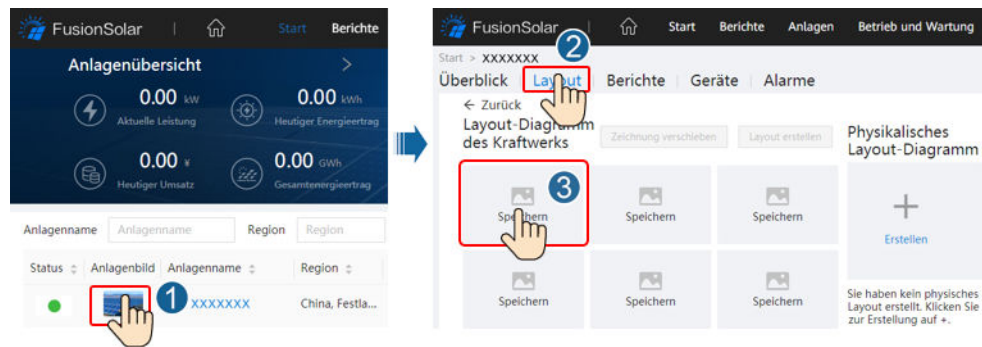 FusionSolar
Start
Berichte
Anlagenübersicht >
0.00 kW
Aktuelle Leistung
0.00 kWh
Heutiger Energieertrag
0.00 ¥
Heutiger Umsatz
0.00 GWh
Gesamtenergieertrag
Anlagenname Anlagenname Region Region
Status Anlagenbild Anlagenname Region
1
XXXXXXX China, Festla...
FusionSolar
Start Berichte Anlagen Betrieb und Wartung
2
Start > XXXXXXX
Überblick Layout Berichte Geräte Alarme
← Zurück
Layout-Diagramm
des Kraftwerks
Zeichnung verschieben Layout erstellen
Physikalisches
Layout-Diagramm
3
Speichern Speichern Speichern
+
Erstellen
Speichern Speichern Speichern
Sie haben kein physisches
Layout erstellt. Klicken Sie
zur Erstellung auf +.